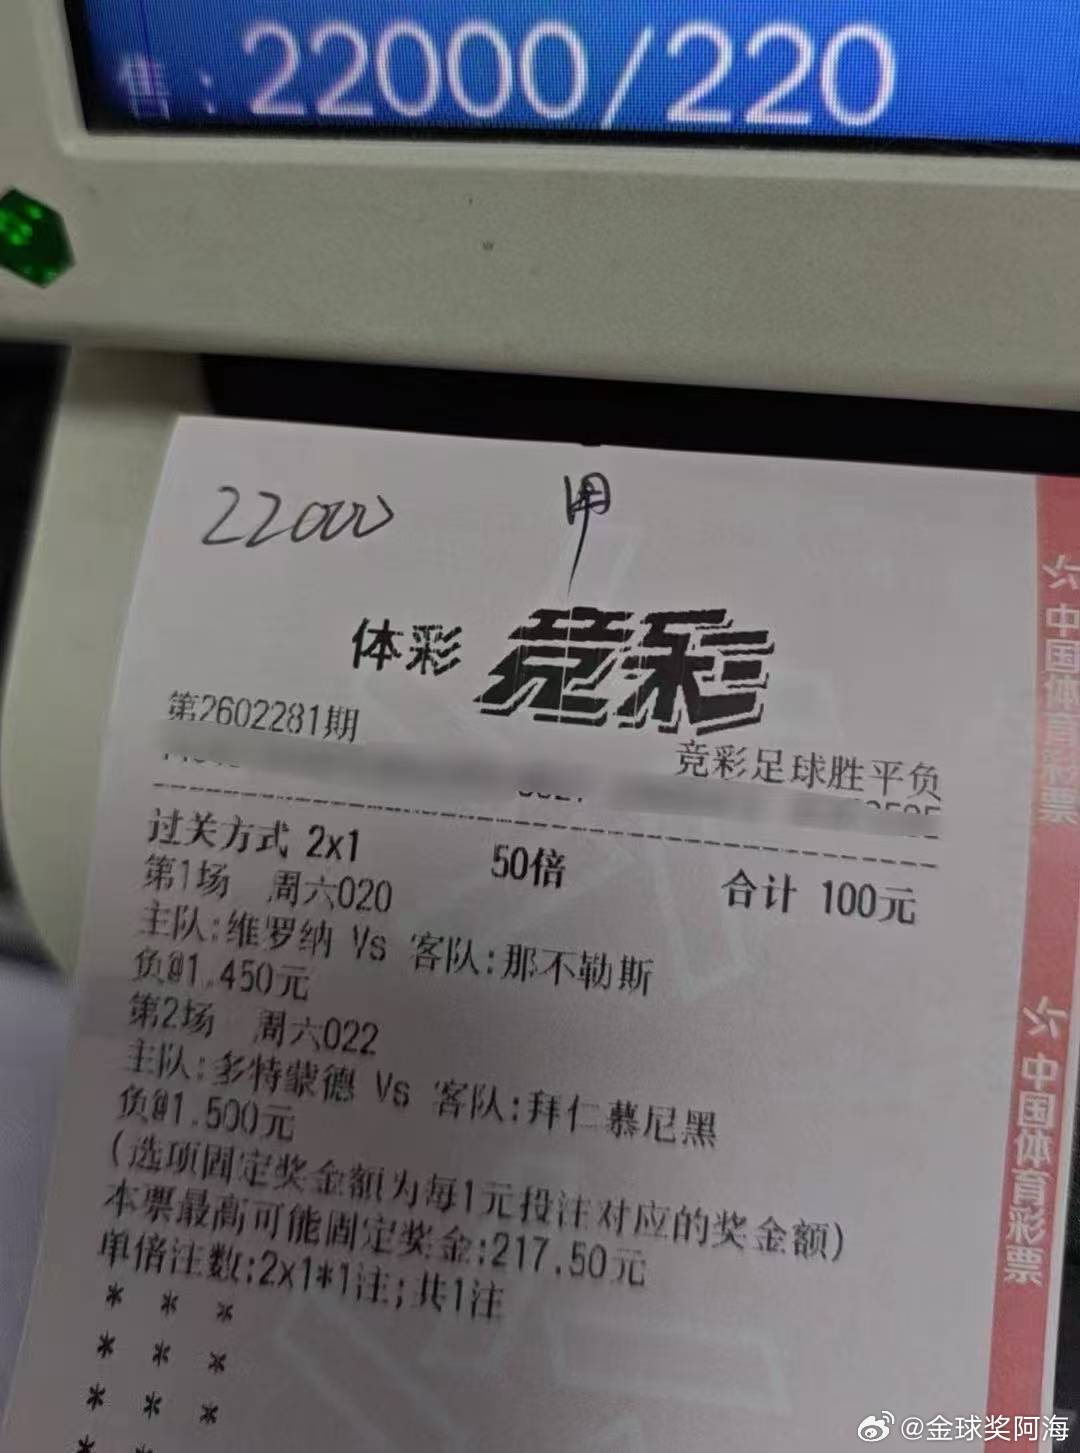 售：22000/220
22000 用
体彩 竞彩
第2602281期
竞彩足球胜平负
过关方式 2x1 50倍 合计 100元
第1场 周六020
主队:维罗纳 Vs 客队:那不勒斯
负@1.450元
第2场 周六022
主队:多特蒙德 Vs 客队:拜仁慕尼黑
负@1.500元
(选项固定奖金额为每1元投注对应的奖金额)
本票最高可能固定奖金:217.50元
单倍注数:2x1*1注;共1注
* * *
* * *
* * *
*
中国体育彩票
中国体育彩票
@金球奖阿海